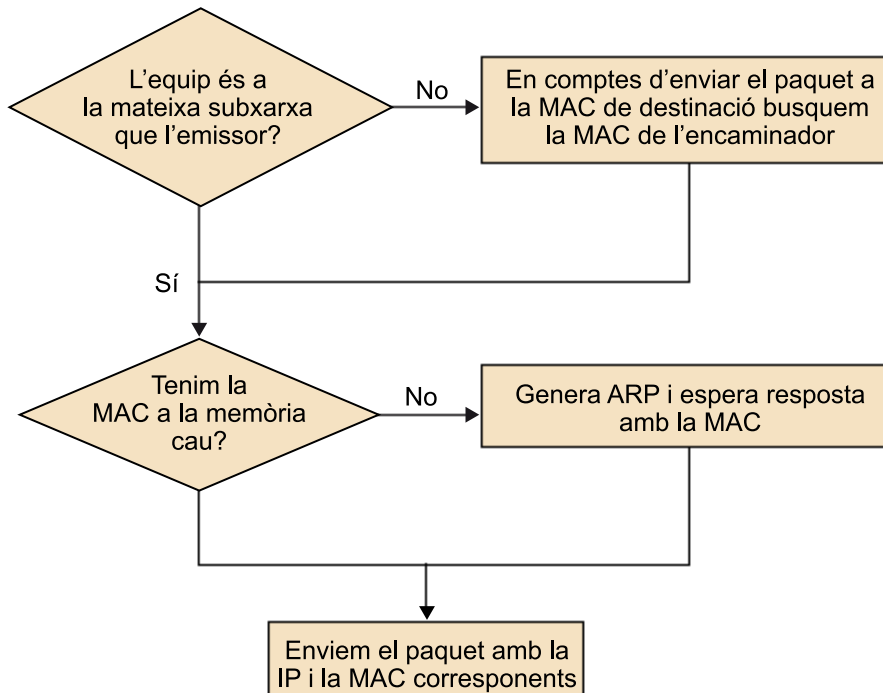 L’equip és a
la mateixa subxarxa
que l’emissor?
No
En comptes d’enviar el paquet a
la MAC de destinació busquem
la MAC de l’encaminador
Sí
Tenim la
MAC a la memòria
cau?
No
Genera ARP i espera resposta
amb la MAC
Enviem el paquet amb la
IP i la MAC corresponents